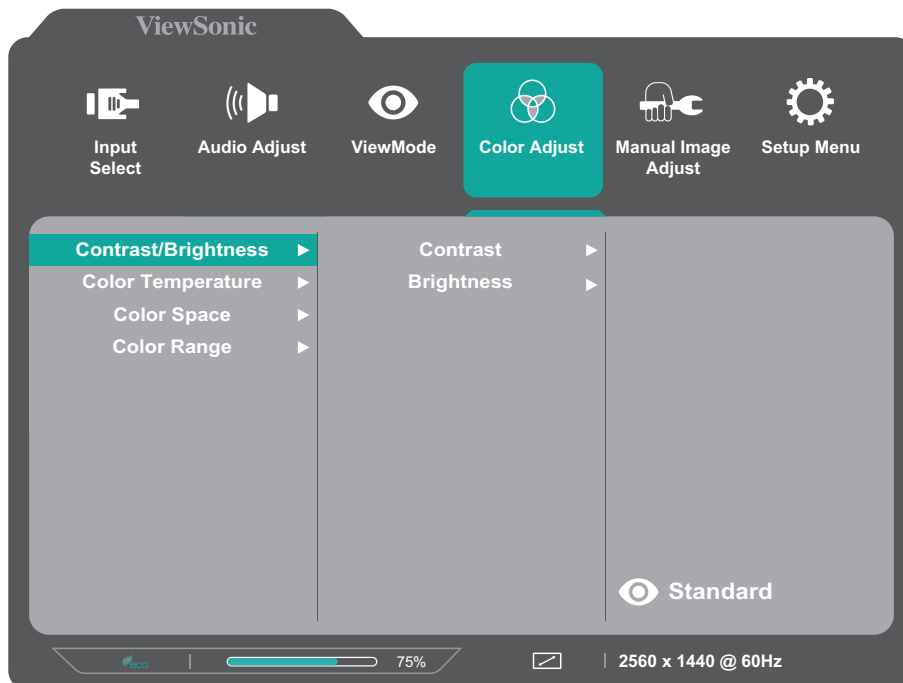 ViewSonic
Input Select
Audio Adjust
ViewMode
Color Adjust
Manual Image Adjust
Setup Menu
Contrast/Brightness
Color Temperature
Color Space
Color Range
Contrast
Brightness
Standard
eco
75%
2560 x 1440 @ 60Hz